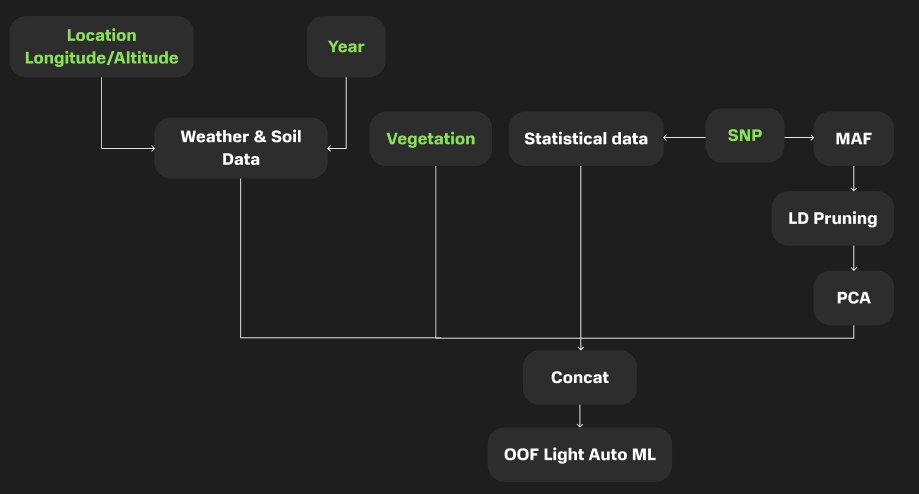 Location
Longitude/Altitude
Year
Weather & Soil
Data
Vegetation
Statistical data
SNP
MAF
LD Pruning
PCA
Concat
OOF Light Auto ML